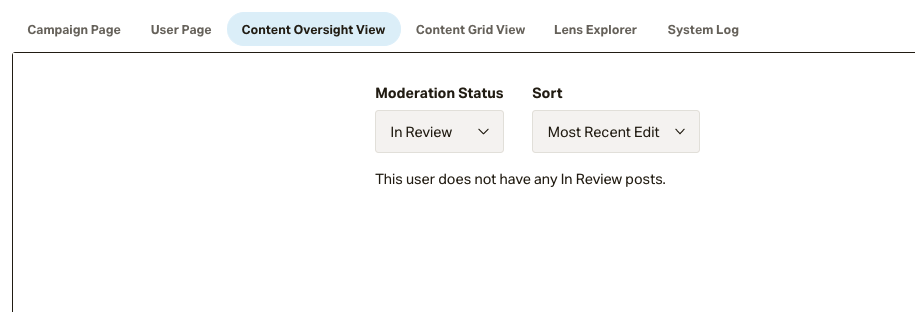 Campaign Page User Page Content Oversight View Content Grid View Lens Explorer System Log
Moderation Status Sort
In Review Most Recent Edit
This user does not have any In Review posts.